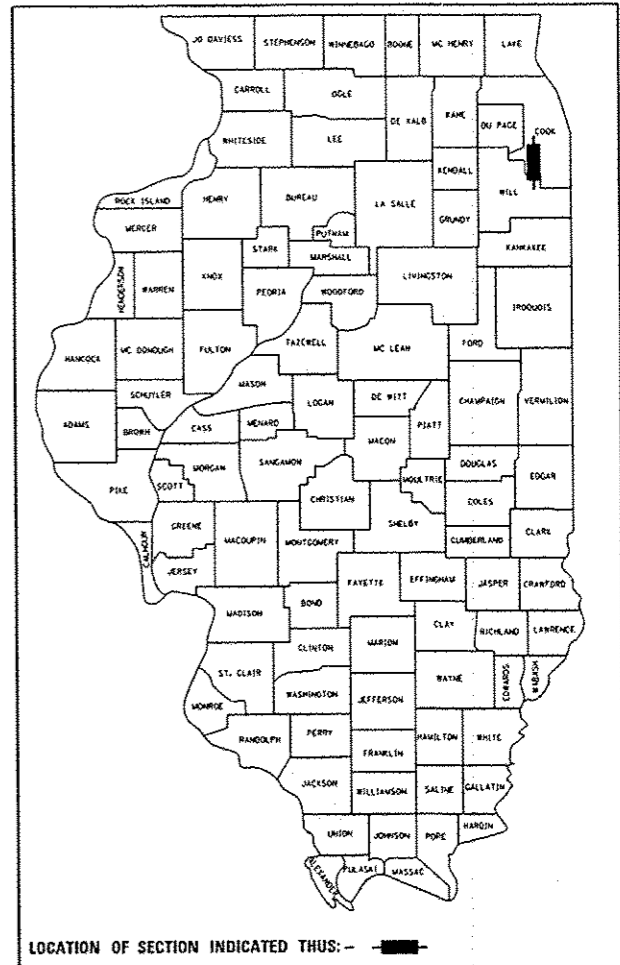 JO DAVIESS STEPHENSON WINNEBAGO BOONE MC HENRY LAKE
CARROLL OGLE DE KALB KANE DU PAGE COOK
WHITESIDE LEE KENDALL WILL
ROCK ISLAND HENRY BUREAU LA SALLE GRUNDY
MERCER PUTNAM KANKAKEE
STARK MARSHALL
HENDERSON WARREN KNOX PEORIA WOODFORD LIVINGSTON IROQUOIS
HANCOCK MC DONOUGH FULTON TAZEWELL MC LEAN FORD
MASON
SCHUYLER LOGAN DE WITT CHAMPAIGN VERMILION
ADAMS BROWN CASS MENARD MACON PIATT
MORGAN SANGAMON DOUGLAS
PIKE SCOTT CHRISTIAN MOULTRIE COLES EDGAR
GREENE SHELBY
CALHOUN MACOUPIN MONTGOMERY CUMBERLAND CLARK
JERSEY FAYETTE EFFINGHAM JASPER CRAWFORD
MADISON BOND
CLAY RICHLAND LAWRENCE
CLINTON MARION
ST. CLAIR WAYNE EDWARDS WABASH
WASHINGTON JEFFERSON
MONROE
RANDOLPH PERRY HAMILTON WHITE
FRANKLIN
JACKSON WILLIAMSON SALINE GALLATIN
UNION JOHNSON POPE HARDIN
ALEXANDER PULASKI MASSAC
LOCATION OF SECTION INDICATED THUS: -